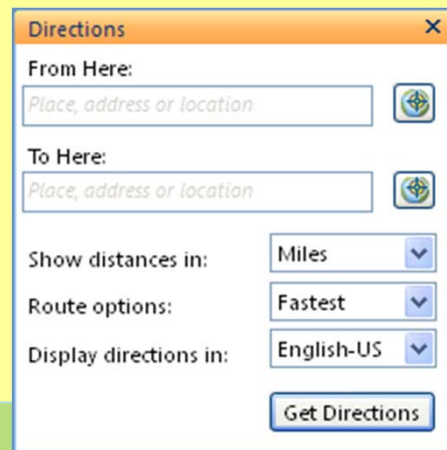 Directions
From Here:
Place, address or location
To Here:
Place, address or location
Show distances in: Miles
Route options: Fastest
Display directions in: English-US
Get Directions